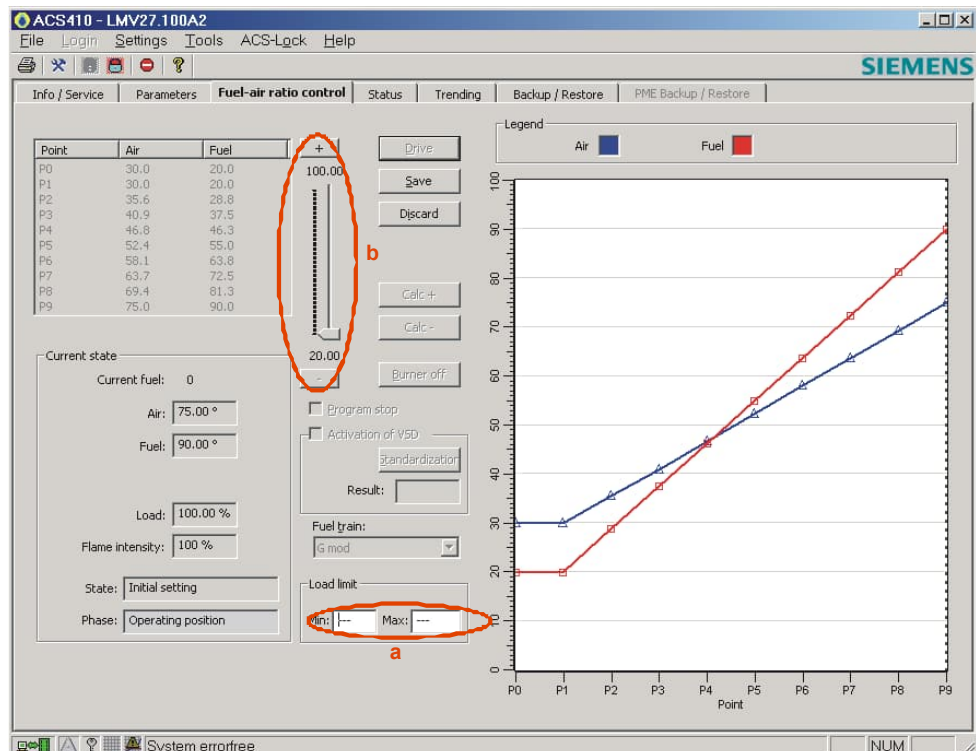 ACS410 - LMV27.100A2
File Login Settings Tools ACS-Lock Help
SIEMENS
Info / Service Parameters Fuel-air ratio control Status Trending Backup / Restore PME Backup / Restore
Point Air Fuel
P0 30.0 20.0
P1 30.0 20.0
P2 35.6 28.8
P3 40.9 37.5
P4 46.8 46.3
P5 52.4 55.0
P6 58.1 63.8
P7 63.7 72.5
P8 69.4 81.3
P9 75.0 90.0
+
100.00
20.00
-
b
Drive
Save
Discard
Calc +
Calc -
Burner off
Current state
Current fuel: 0
Air: 75.00 °
Fuel: 90.00 °
Load: 100.00 %
Flame intensity: 100 %
State: Initial setting
Phase: Operating position
Program stop
Activation of VSD
Standardization
Result:
Fuel train:
G mod
Load limit
Min: --- Max: ---
a
Legend
Air Fuel
100
90
80
70
60
50
40
30
20
10
0
P0 P1 P2 P3 P4 P5 P6 P7 P8 P9
Point
System errorfree
NUM